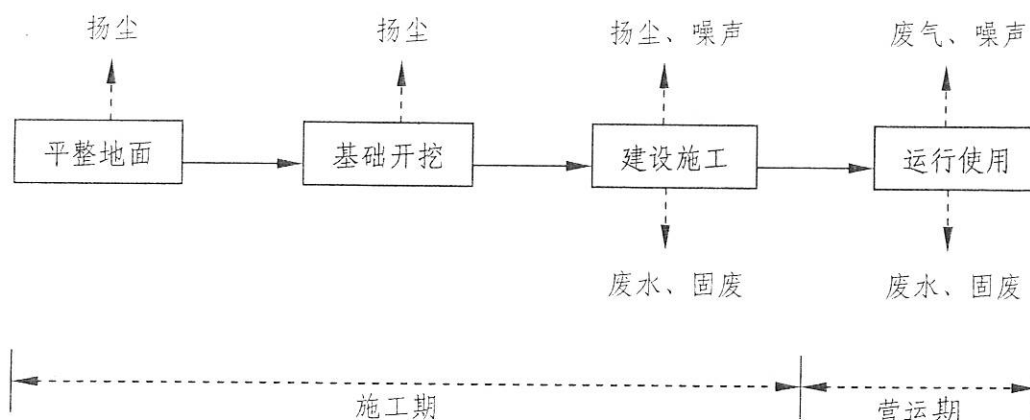 扬尘
扬尘
扬尘、噪声
废气、噪声
平整地面
基础开挖
建设施工
运行使用
废水、固废
废水、固废
施工期
营运期